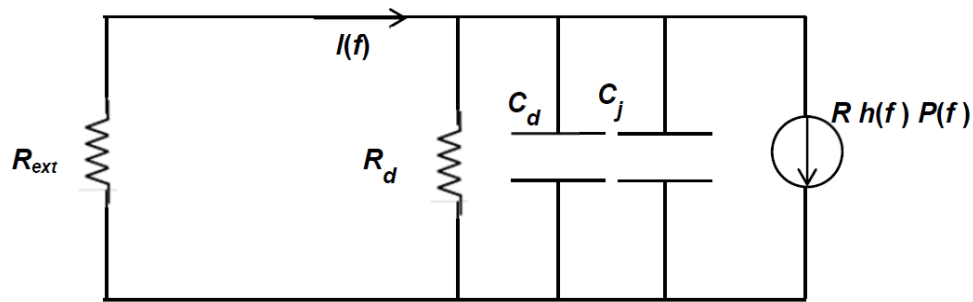 I(f)
C_d
C_j
R h(f) P(f)
R_ext
R_d